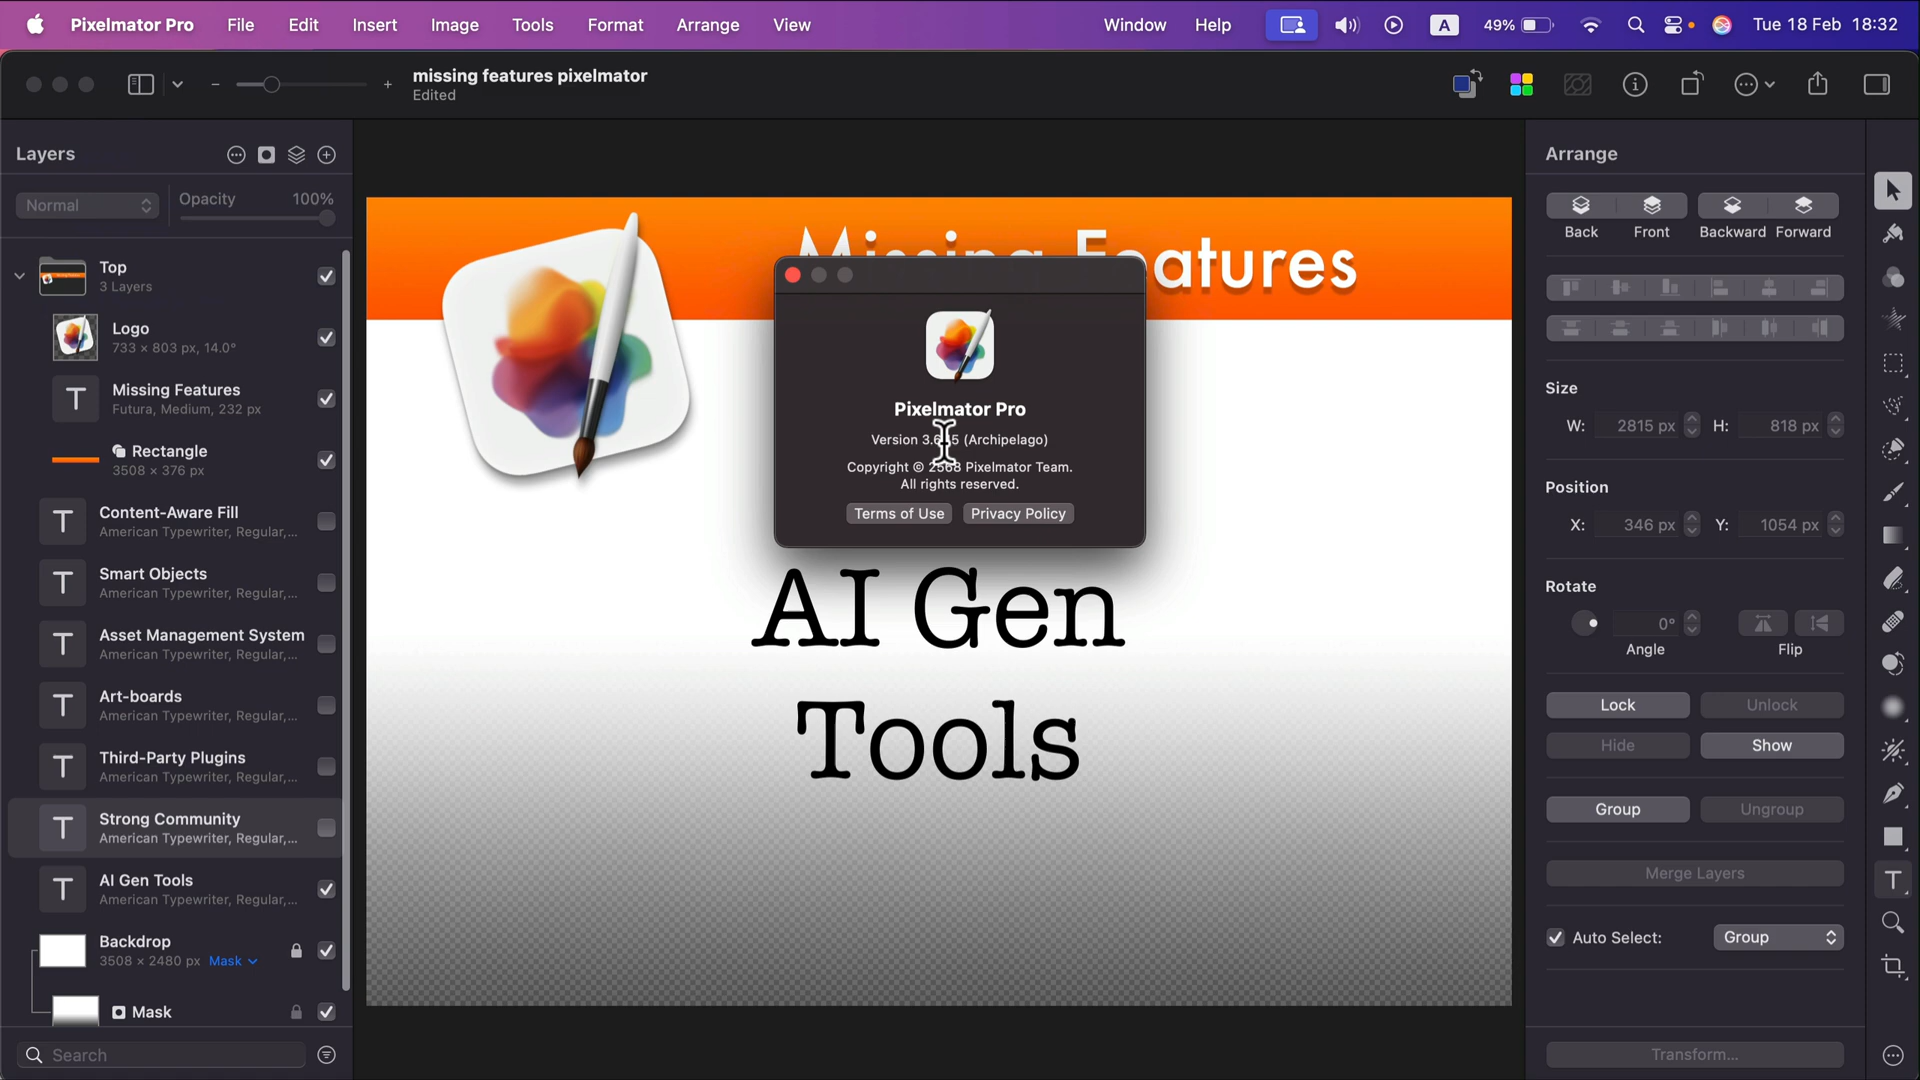 Pixelmator Pro File Edit Insert Image Tools Format Arrange View Window Help A 49% Tue 18 Feb 18:32
missing features pixelmator
Edited
Layers
Normal Opacity 100%
Top
3 Layers
Logo
733 × 803 px, 14.0°
T Missing Features
Futura, Medium, 232 px
Rectangle
3508 × 376 px
T Content-Aware Fill
American Typewriter, Regular,...
T Smart Objects
American Typewriter, Regular,...
T Asset Management System
American Typewriter, Regular,...
T Art-boards
American Typewriter, Regular,...
T Third-Party Plugins
American Typewriter, Regular,...
T Strong Community
American Typewriter, Regular,...
T AI Gen Tools
American Typewriter, Regular,...
Backdrop
3508 × 2480 px Mask
Mask
Search
Missing Features
Pixelmator Pro
(Archipelago)
Version
Copyright © 2568 Pixelmator Team.
All rights reserved.
Terms of Use Privacy Policy
AI Gen
Tools
Arrange
Back Front Backward Forward
Size
W: 2815 px H: 818 px
Position
X: 346 px Y: 1054 px
Rotate
0°
Angle Flip
Lock Unlock
Hide Show
Group Ungroup
Merge Layers
Auto Select: Group
Transform...
T